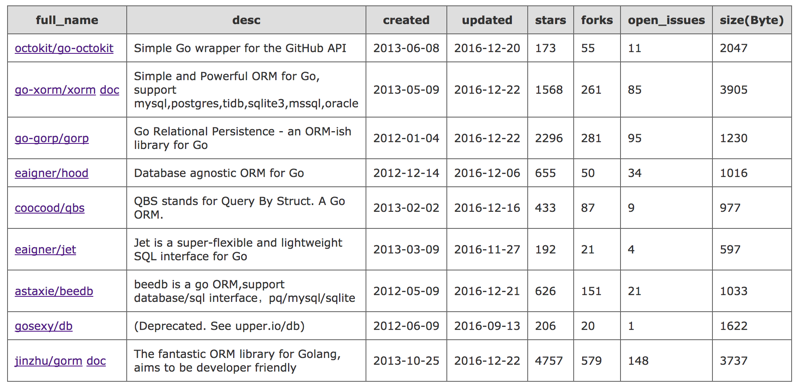 full_name desc created updated stars forks open_issues size(Byte)
octokit/go-octokit Simple Go wrapper for the GitHub API 2013-06-08 2016-12-20 173 55 11 2047
Simple and Powerful ORM for Go,
go-xorm/xorm doc support 2013-05-09 2016-12-22 1568 261 85 3905
mysql,postgres,tidb,sqlite3,mssql,oracle
go-gorp/gorp Go Relational Persistence - an ORM-ish 2012-01-04 2016-12-22 2296 281 95 1230
library for Go
eaigner/hood Database agnostic ORM for Go 2012-12-14 2016-12-06 655 50 34 1016
coocood/qbs QBS stands for Query By Struct. A Go 2013-02-02 2016-12-16 433 87 9 977
ORM.
eaigner/jet Jet is a super-flexible and lightweight 2013-03-09 2016-11-27 192 21 4 597
SQL interface for Go
astaxie/beedb beedb is a go ORM,support 2012-05-09 2016-12-21 626 151 21 1033
database/sql interface，pq/mysql/sqlite
gosexy/db (Deprecated. See upper.io/db) 2012-06-09 2016-09-13 206 20 1 1622
jinzhu/gorm doc The fantastic ORM library for Golang, 2013-10-25 2016-12-22 4757 579 148 3737
aims to be developer friendly